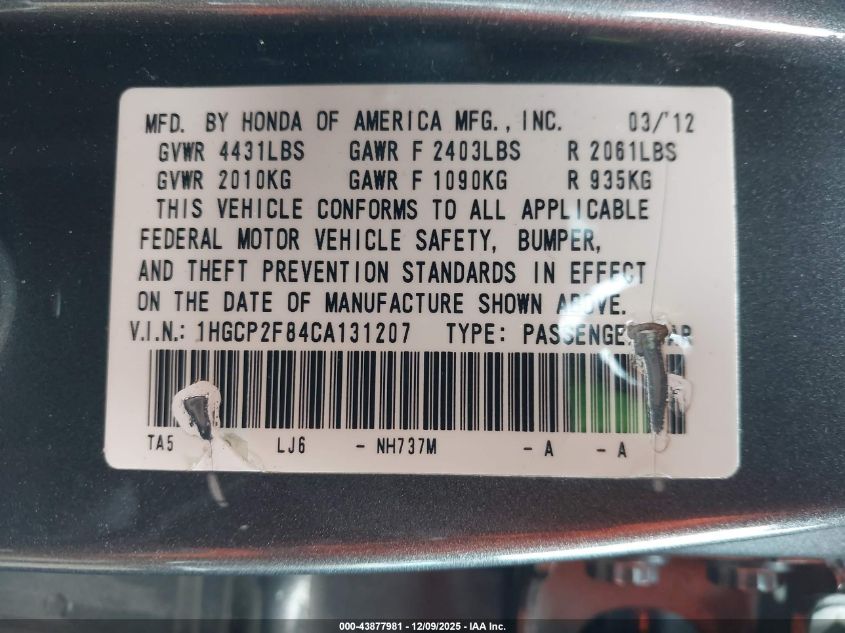 MFD. BY HONDA OF AMERICA MFG., INC. 03/'12
GVWR 4431LBS GAWR F 2403LBS R 2061LBS
GVWR 2010KG GAWR F 1090KG R 935KG
THIS VEHICLE CONFORMS TO ALL APPLICABLE
FEDERAL MOTOR VEHICLE SAFETY, BUMPER,
AND THEFT PREVENTION STANDARDS IN EFFECT
ON THE DATE OF MANUFACTURE SHOWN ABOVE.
V.I.N.: 1HGCP2F84CA131207 TYPE: PASSENGER CAR
TA5 LJ6 - NH737M - A - A
000-43877981 - 12/09/2025 - IAA Inc.